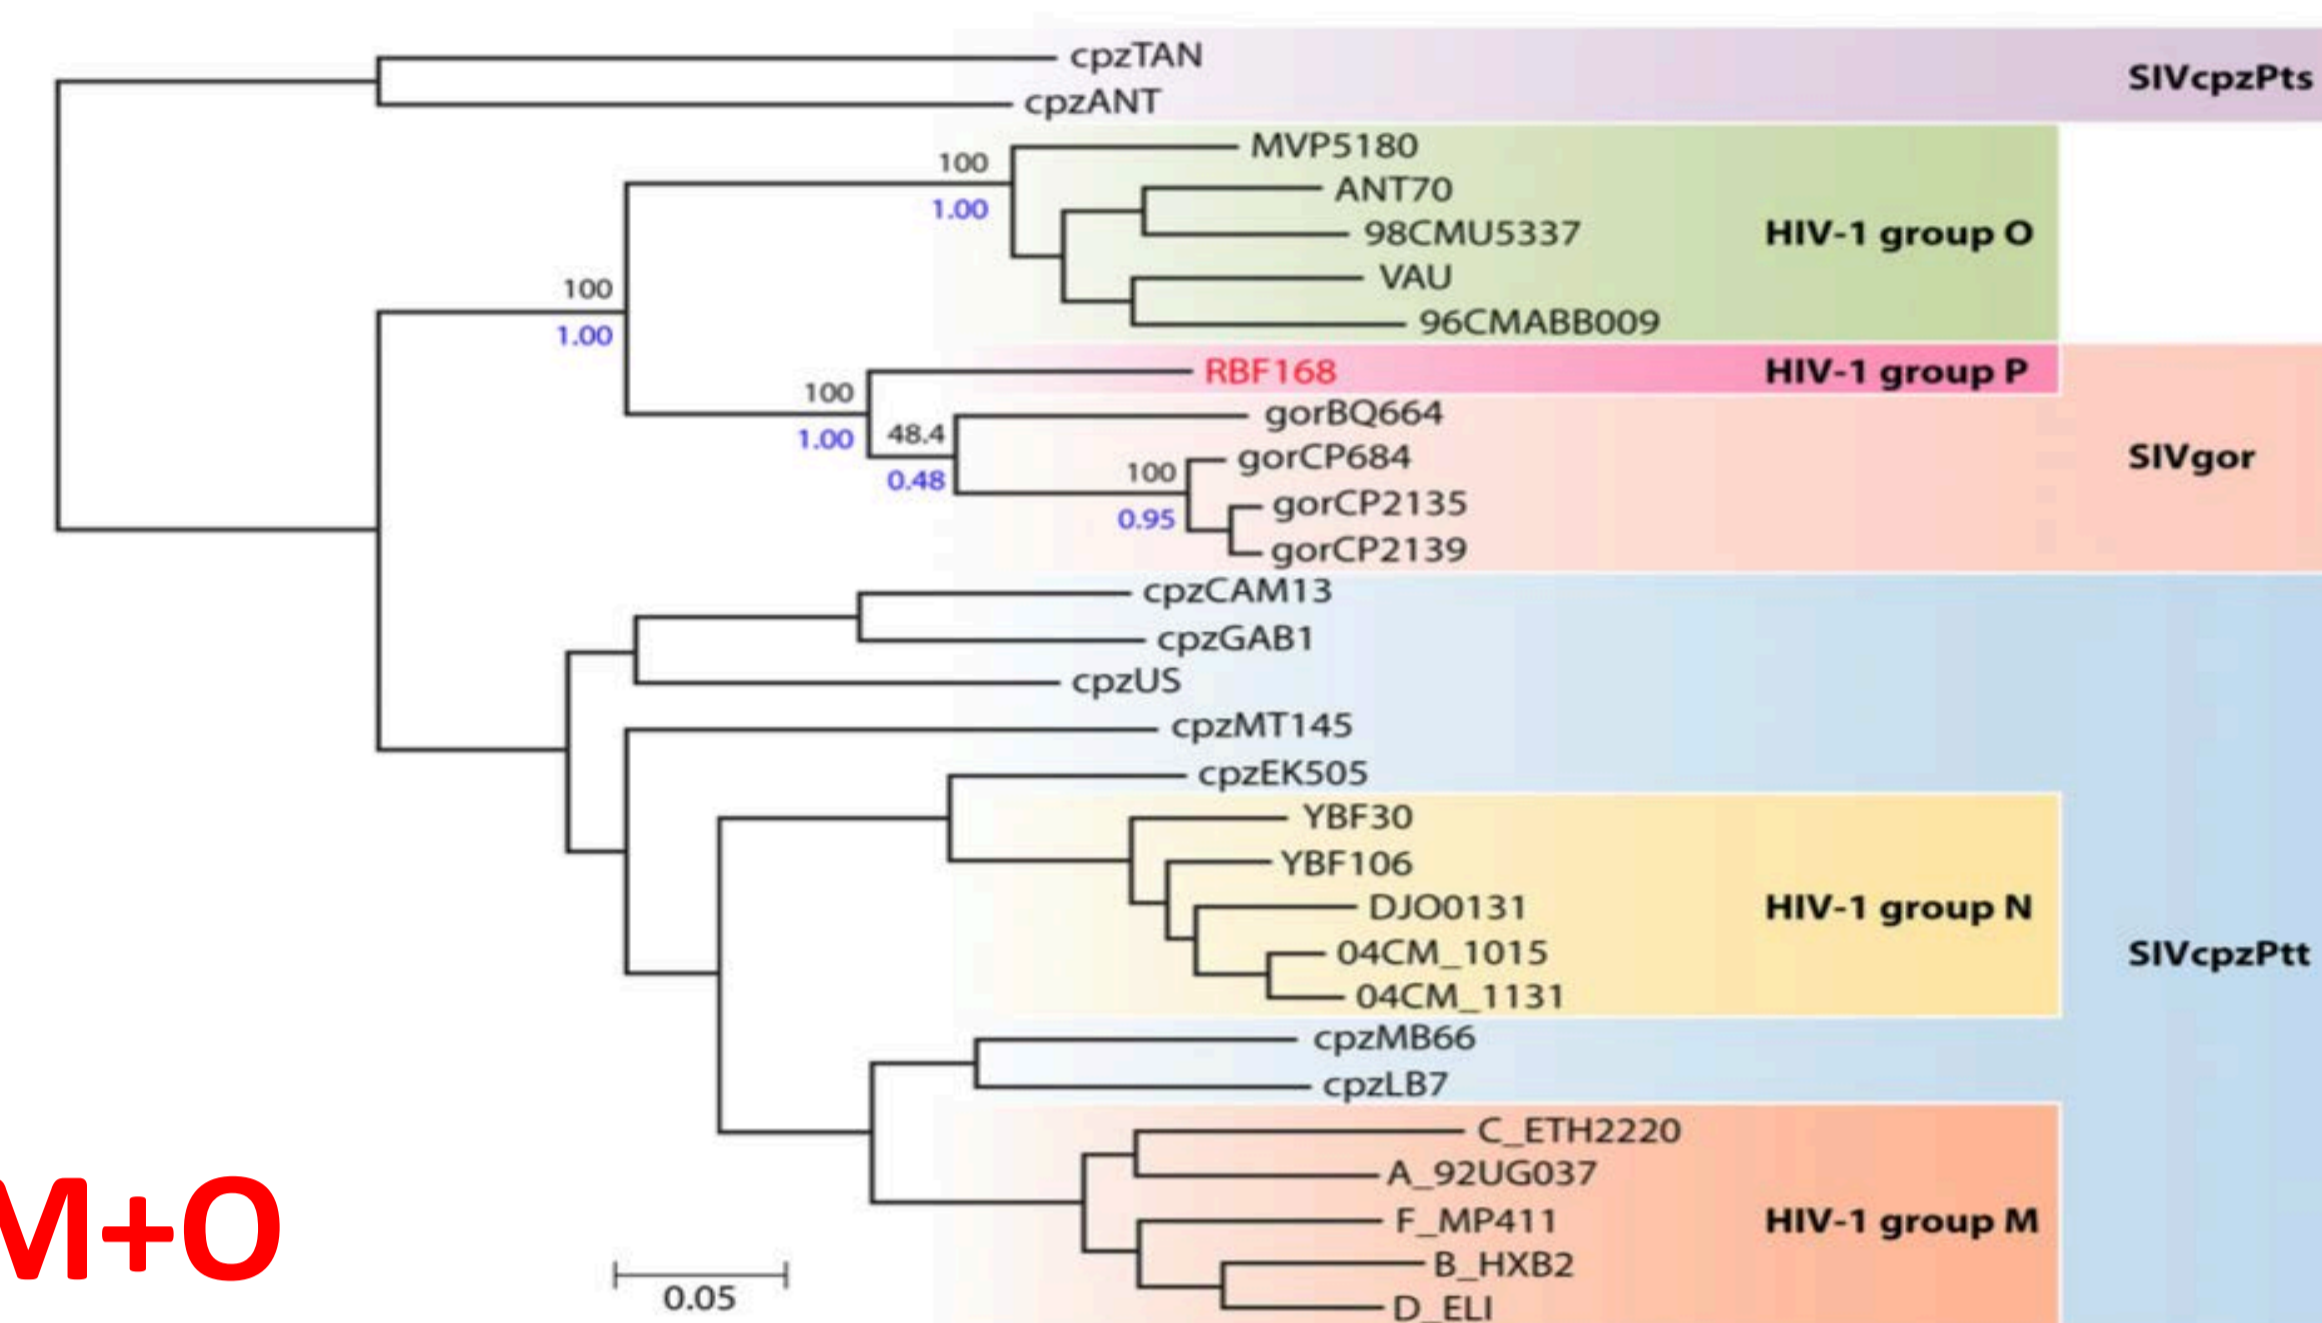 cpzTAN
SIVcpzPts
cpzANT
MVP5180
100
1.00
ANT70
98CMU5337
HIV-1 group O
VAU
100
1.00
96CMABB009
RBF168
HIV-1 group P
100
1.00
gorBQ664
48.4
0.48
gorCP684
SIVgor
100
0.95
gorCP2135
gorCP2139
cpzCAM13
cpzGAB1
cpzUS
cpzMT145
cpzEK505
YBF30
YBF106
DJO0131
HIV-1 group N
04CM_1015
SIVcpzPtt
04CM_1131
cpzMB66
cpzLB7
C_ETH2220
A_92UG037
F_MP411
HIV-1 group M
B_HXB2
D_ELI
M+O
0.05